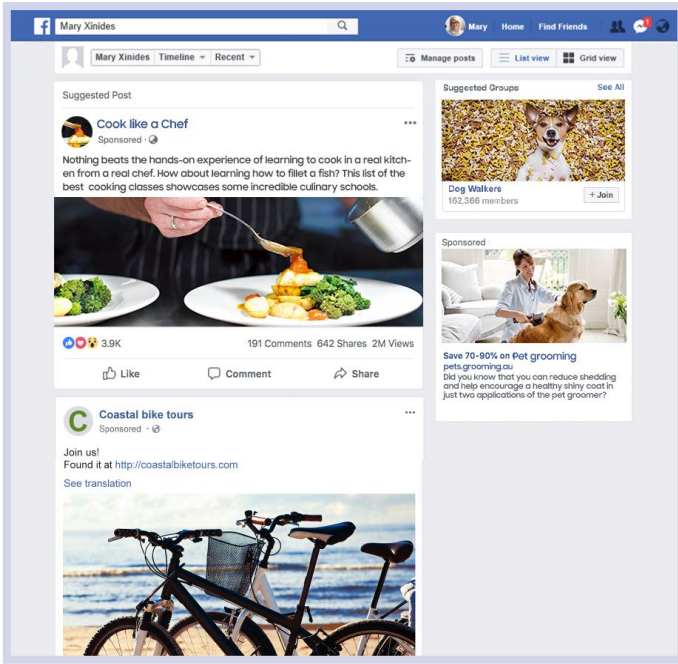 f Mary Xinides Mary Home Find Friends 1
Mary Xinides Timeline Recent Manage posts List view Grid view
Suggested Post
Cook like a Chef
Sponsored ·
Nothing beats the hands-on experience of learning to cook in a real kitch-
en from a real chef. How about learning how to fillet a fish? This list of the
best cooking classes showcases some incredible culinary schools.
3.9K 191 Comments 642 Shares 2M Views
Like Comment Share
C Coastal bike tours
Sponsored ·
Join us!
Found it at http://coastalbiketours.com
See translation
Suggested Groups See All
Dog Walkers
162,366 members
+ Join
Sponsored
Save 70-90% on Pet grooming
pets.grooming.au
Did you know that you can reduce shedding
and help encourage a healthy shiny coat in
just two applications of the pet groomer?